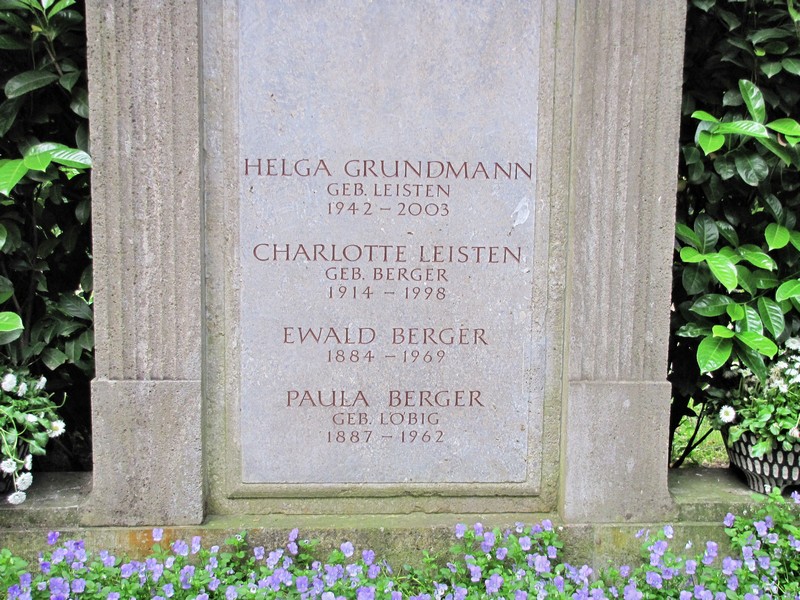 HELGA GRUNDMANN
GEB. LEISTEN
1942 – 2003
CHARLOTTE LEISTEN
GEB. BERGER
1914 – 1998
EWALD BERGER
1884 – 1969
PAULA BERGER
GEB. LÖBIG
1887 – 1962